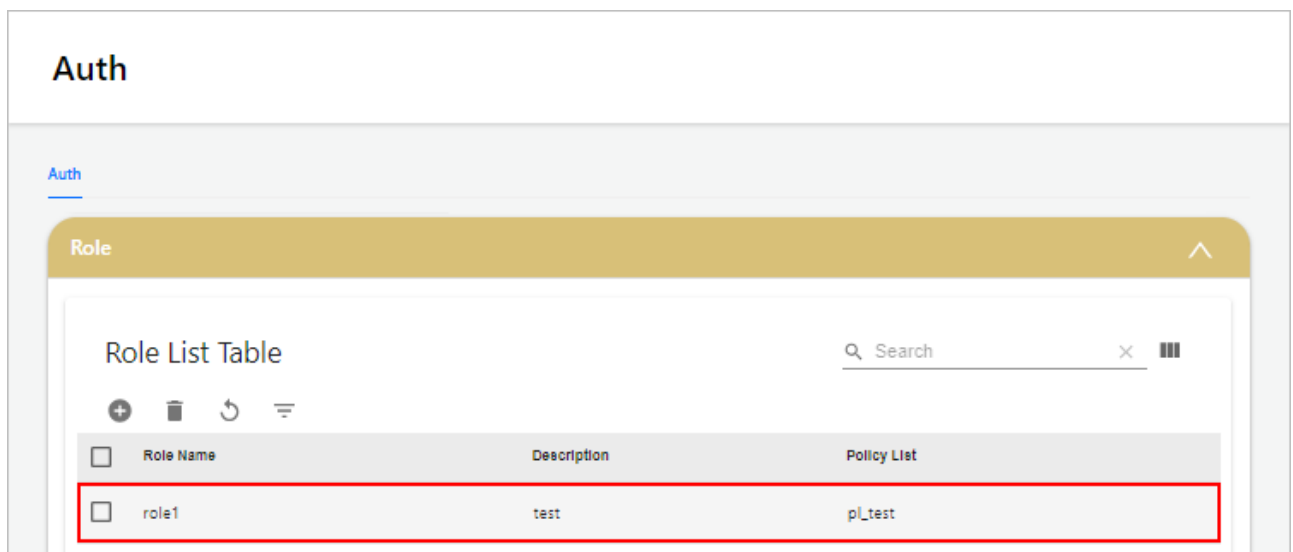 Auth
Auth
Role
Role List Table
Search
Role Name Description Policy List
role1 test pl_test